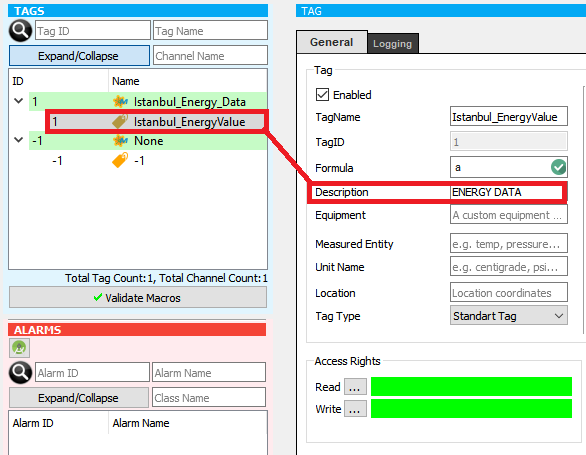 TAGS
Tag ID Tag Name
Expand/Collapse Channel Name
ID Name
1 Istanbul_Energy_Data
1 Istanbul_EnergyValue
-1 None
-1 -1
Total Tag Count:1, Total Channel Count:1
Validate Macros
ALARMS
Alarm ID Alarm Name
Expand/Collapse Class Name
Alarm ID Alarm Name
TAG
General Logging
Tag
Enabled
TagName Istanbul_EnergyValue
TagID 1
Formula a
Description ENERGY DATA
Equipment A custom equipment ...
Measured Entity e.g. temp, pressure...
Unit Name e.g. centigrade, psi...
Location Location coordinates
Tag Type Standart Tag
Access Rights
Read ...
Write ...